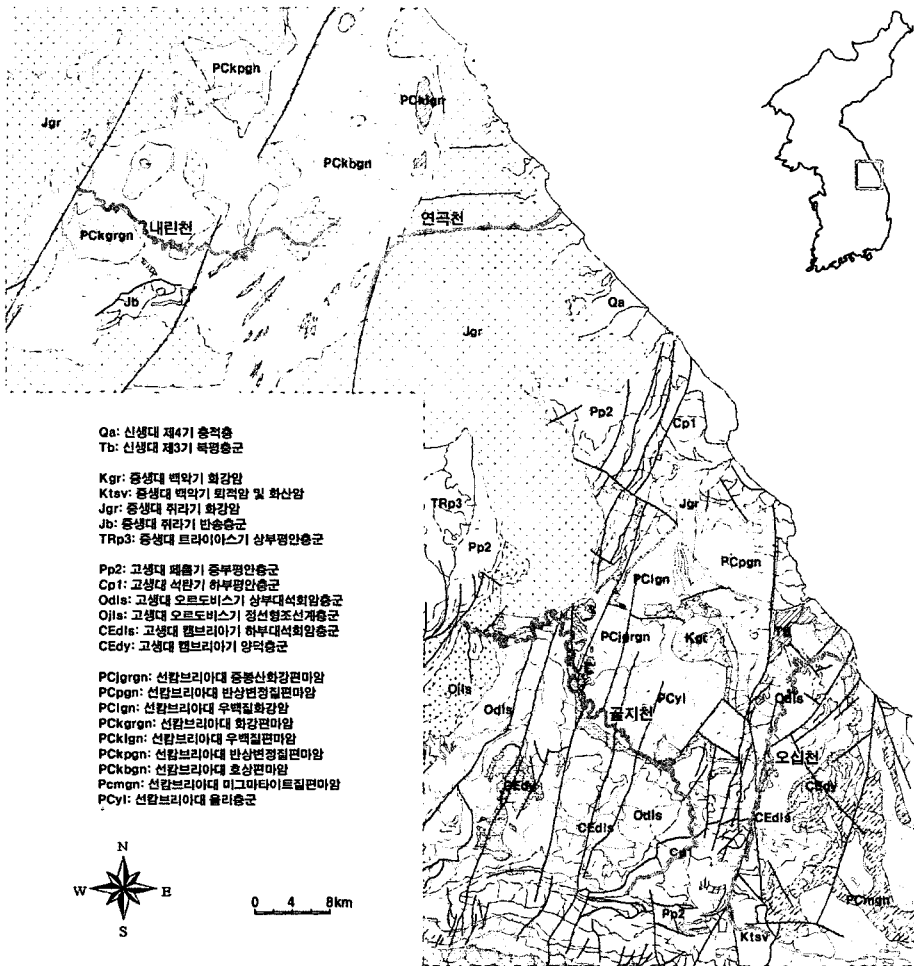 PCkpgn
PCklgn
Jgr
PCkbgn
연곡천
내린천
PCkgrgn
Jb
Qa
Jgr
Pp2
Cp1
Qa: 신생대 제4기 충적층
Tb: 신생대 제3기 북평층군
Kgr: 중생대 백악기 화강암
Ktsv: 중생대 백악기 퇴적암 및 화산암
Jgr: 중생대 쥐라기 화강암
Jb: 중생대 쥐라기 반송층군
TRp3: 중생대 트라이아스기 상부평안층군
Pp2: 고생대 페름기 중부평안층군
Cp1: 고생대 석탄기 하부평안층군
Odls: 고생대 오르도비스기 상부대석회암층군
Ojls: 고생대 오르도비스기 정선형조선계층군
CEdls: 고생대 캠브리아기 하부대석회암층군
CEdy: 고생대 캠브리아기 양덕층군
PCjgrgn: 선캄브리아대 중봉산화강편마암
PCpgn: 선캄브리아대 반상변정질편마암
PClgn: 선캄브리아대 우백질화강암
PCkgrgn: 선캄브리아대 화강편마암
PCklgn: 선캄브리아대 우백질편마암
PCkpgn: 선캄브리아대 반상변정질편마암
PCkbgn: 선캄브리아대 호상편마암
Pcmgn: 선캄브리아대 미그마타이트질편마암
PCyl: 선캄브리아대 율리층군
TRp3
Jgr
Pp2
PCpgn
PClgn
Tb
PCjgrgn
Kgr
Ojls
Odls
PCyl
Odls
골지천
오십천
CEdy
CEdy
Odls
CEdls
CEdls
Cp1
PCmgn
Pp2
Ktsv
N
W E
S
0 4 8km